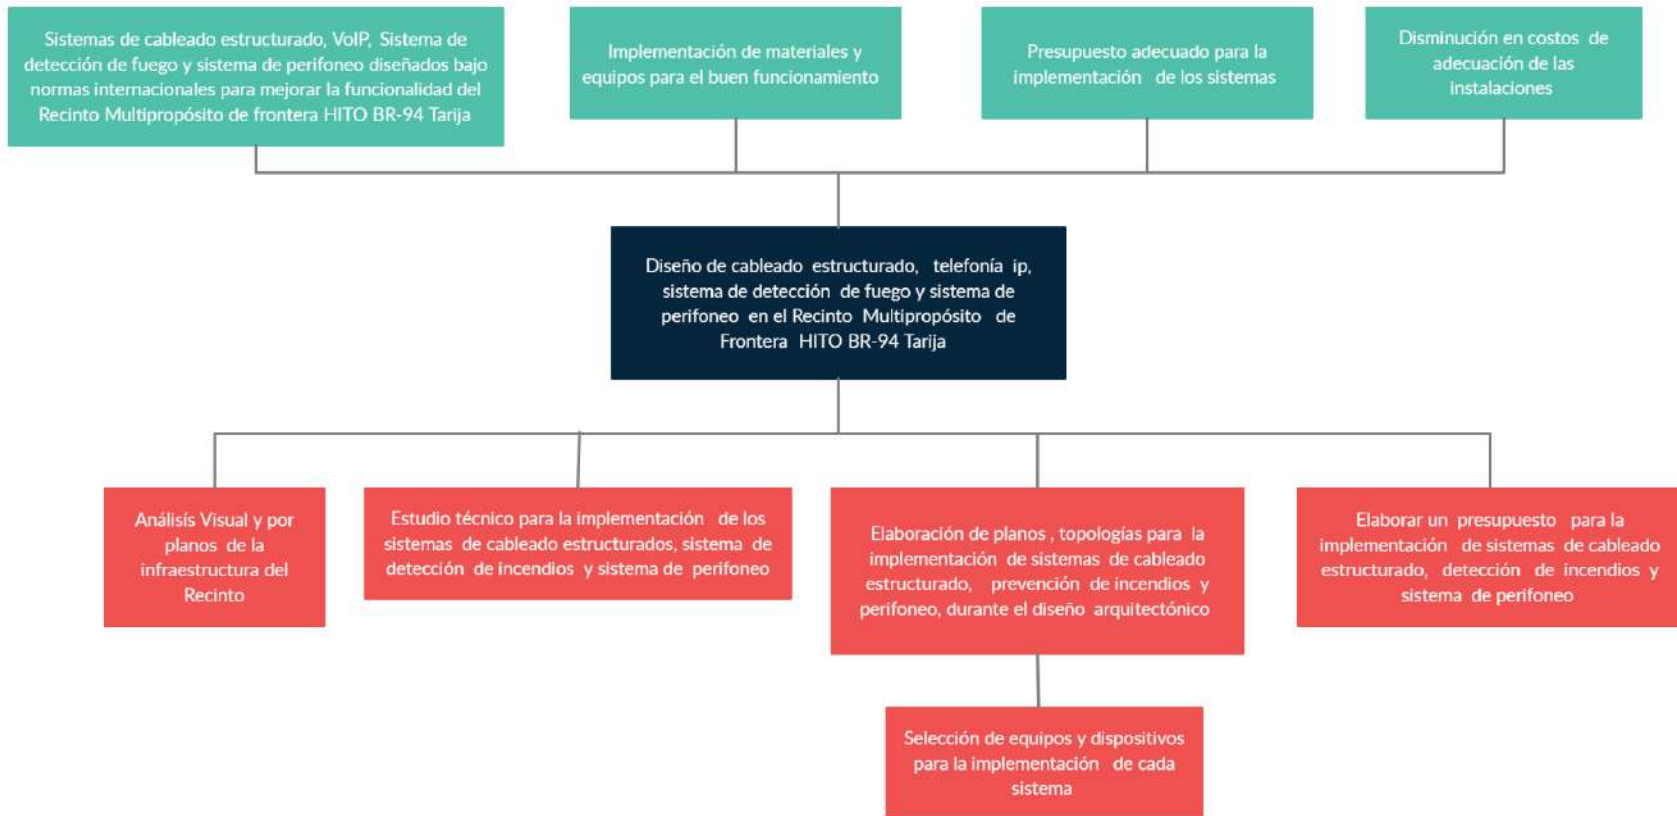 Sistemas de cableado estructurado, VoIP, Sistema de
detección de fuego y sistema de perifoneo diseñados bajo
normas internacionales para mejorar la funcionalidad del
Recinto Multipropósito de frontera HITO BR-94 Tarija
Implementación de materiales y
equipos para el buen funcionamiento
Presupuesto adecuado para la
implementación de los sistemas
Disminución en costos de
adecuación de las
Instalaciones
Diseño de cableado estructurado, telefonía ip,
sistema de detección de fuego y sistema de
perifoneo en el Recinto Multipropósito de
Frontera HITO BR-94 Tarija
Análisis Visual y por
planos de la
infraestructura del
Recinto
Estudio técnico para la implementación de los
sistemas de cableado estructurados, sistema de
detección de incendios y sistema de perifoneo
Elaboración de planos , topologías para la
implementación de sistemas de cableado
estructurado, prevención de incendios y
perifoneo, durante el diseño arquitectónico
Elaborar un presupuesto para la
implementación de sistemas de cableado
estructurado, detección de incendios y
sistema de perifoneo
Selección de equipos y dispositivos
para la implementación de cada
sistema